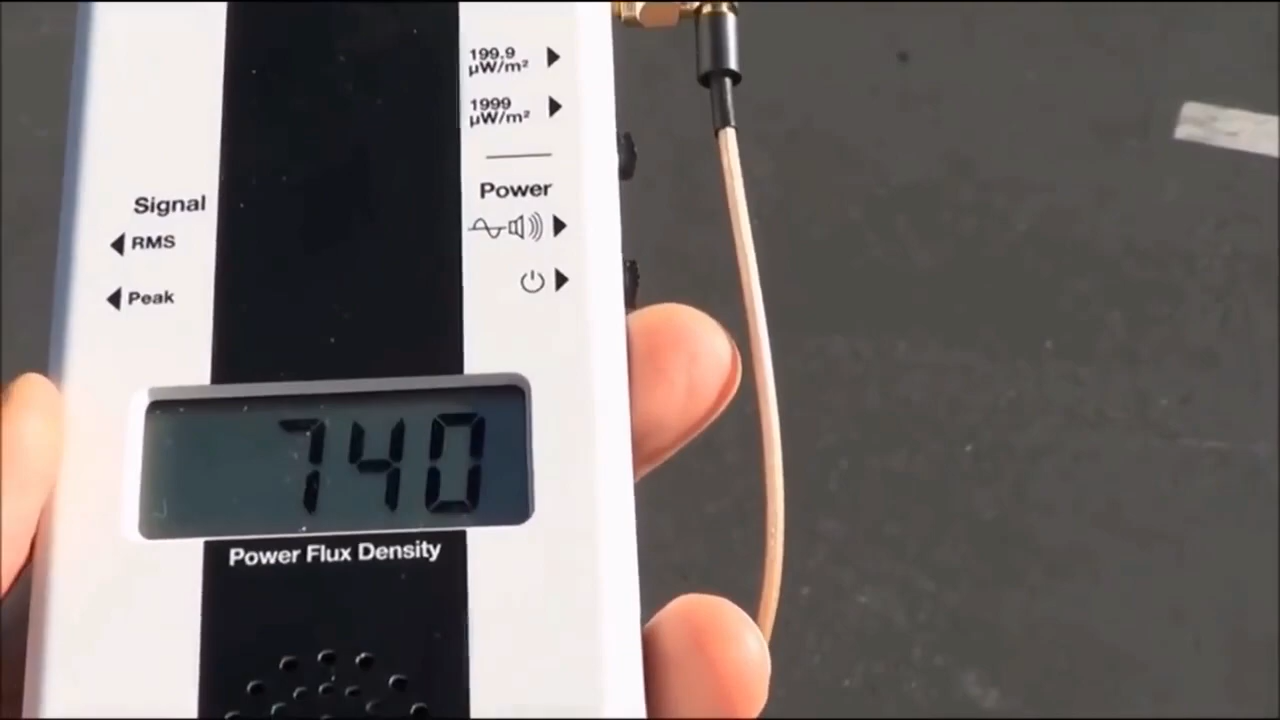 199.9
µW/m²
1999
µW/m²
Signal
Power
RMS
Peak
740
Power Flux Density